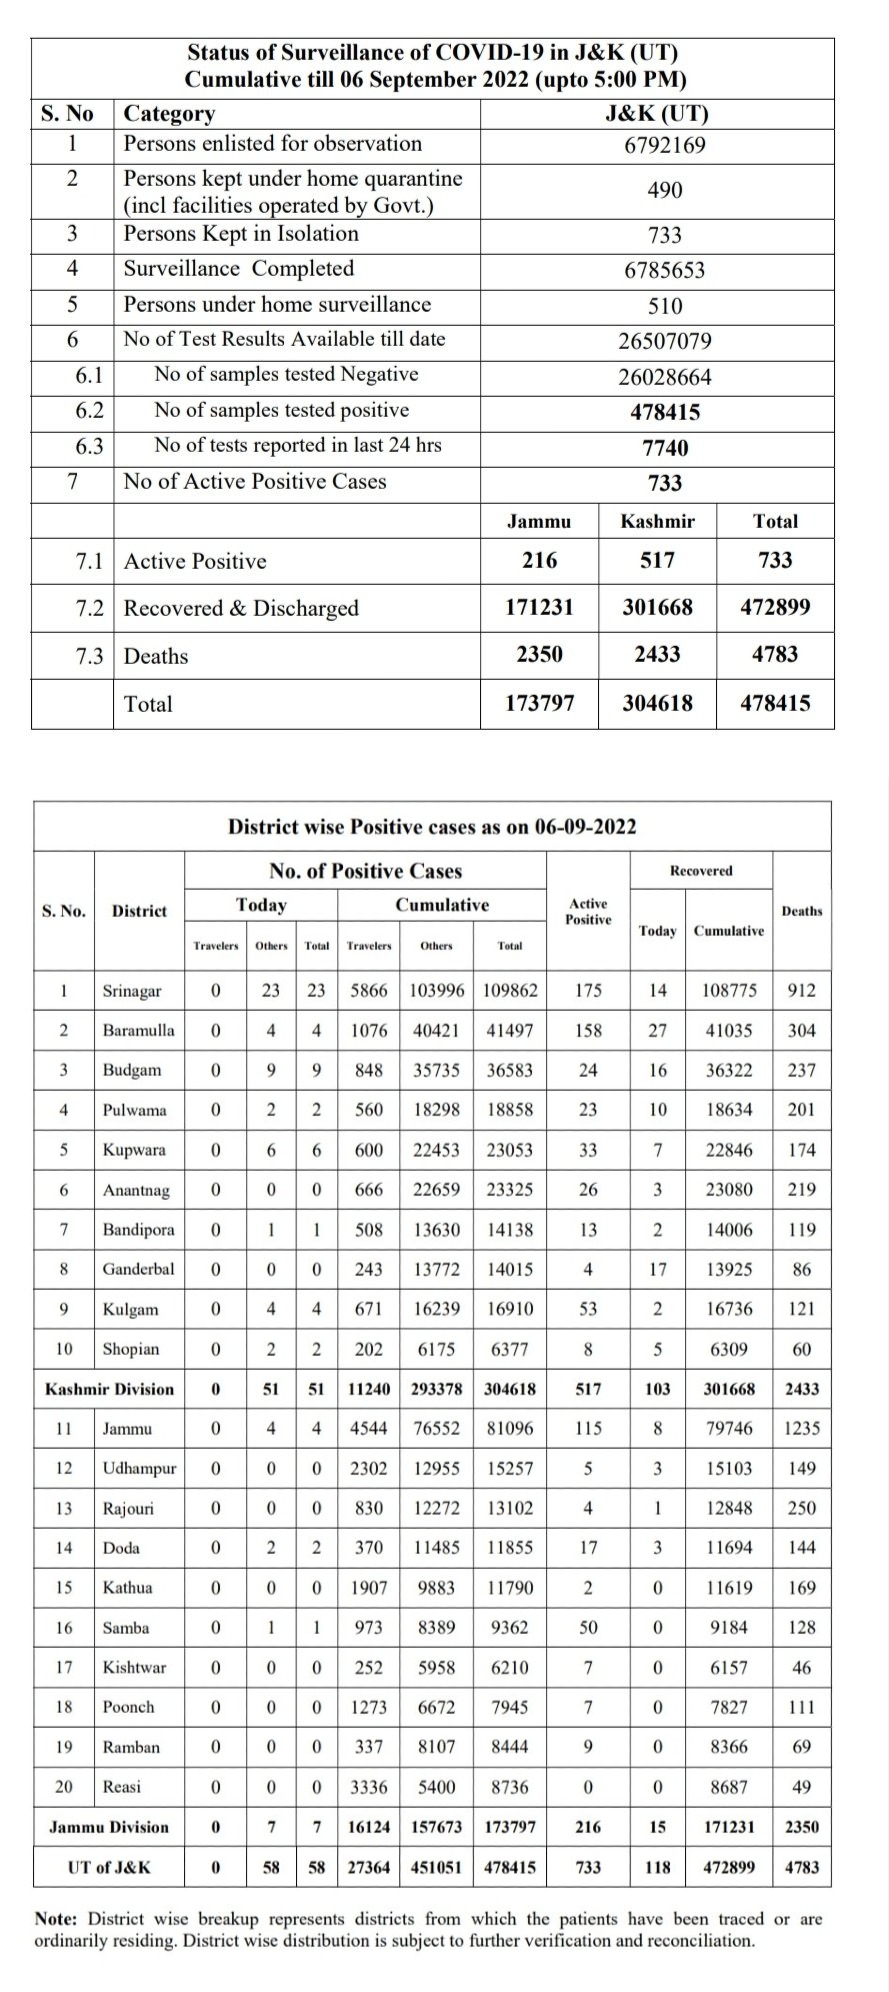 Status of Surveillance of COVID-19 in J&K (UT)
Cumulative till 06 September 2022 (upto 5:00 PM)
S. No Category J&K (UT)
1 Persons enlisted for observation 6792169
2 Persons kept under home quarantine
(incl facilities operated by Govt.) 490
3 Persons Kept in Isolation 733
4 Surveillance Completed 6785653
5 Persons under home surveillance 510
6 No of Test Results Available till date 26507079
6.1 No of samples tested Negative 26028664
6.2 No of samples tested positive 478415
6.3 No of tests reported in last 24 hrs 7740
7 No of Active Positive Cases 733
Jammu Kashmir Total
7.1 Active Positive 216 517 733
7.2 Recovered & Discharged 171231 301668 472899
7.3 Deaths 2350 2433 4783
Total 173797 304618 478415
District wise Positive cases as on 06-09-2022
No. of Positive Cases Recovered
S. No. District Today Cumulative Active
Positive Deaths
Travelers Others Total Travelers Others Total Today Cumulative
1 Srinagar 0 23 23 5866 103996 109862 175 14 108775 912
2 Baramulla 0 4 4 1076 40421 41497 158 27 41035 304
3 Budgam 0 9 9 848 35735 36583 24 16 36322 237
4 Pulwama 0 2 2 560 18298 18858 23 10 18634 201
5 Kupwara 0 6 6 600 22453 23053 33 7 22846 174
6 Anantnag 0 0 0 666 22659 23325 26 3 23080 219
7 Bandipora 0 1 1 508 13630 14138 13 2 14006 119
8 Ganderbal 0 0 0 243 13772 14015 4 17 13925 86
9 Kulgam 0 4 4 671 16239 16910 53 2 16736 121
10 Shopian 0 2 2 202 6175 6377 8 5 6309 60
Kashmir Division 0 51 51 11240 293378 304618 517 103 301668 2433
11 Jammu 0 4 4 4544 76552 81096 115 8 79746 1235
12 Udhampur 0 0 0 2302 12955 15257 5 3 15103 149
13 Rajouri 0 0 0 830 12272 13102 4 1 12848 250
14 Doda 0 2 2 370 11485 11855 17 3 11694 144
15 Kathua 0 0 0 1907 9883 11790 2 0 11619 169
16 Samba 0 1 1 973 8389 9362 50 0 9184 128
17 Kishtwar 0 0 0 252 5958 6210 7 0 6157 46
18 Poonch 0 0 0 1273 6672 7945 7 0 7827 111
19 Ramban 0 0 0 337 8107 8444 9 0 8366 69
20 Reasi 0 0 0 3336 5400 8736 0 0 8687 49
Jammu Division 0 7 7 16124 157673 173797 216 15 171231 2350
UT of J&K 0 58 58 27364 451051 478415 733 118 472899 4783
Note: District wise breakup represents districts from which the patients have been traced or are
ordinarily residing. District wise distribution is subject to further verification and reconciliation.